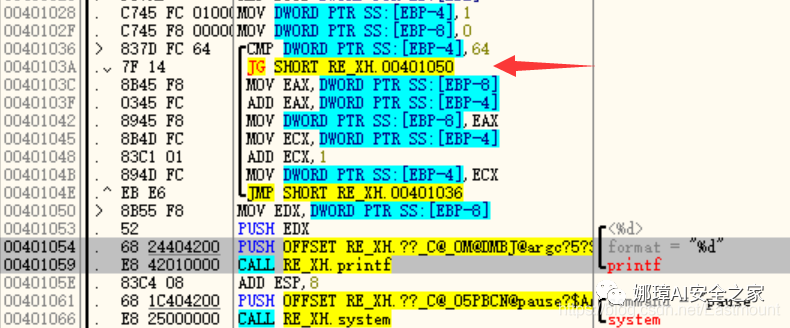 00401028 . C745 FC 01000 MOV DWORD PTR SS:[EBP-4],1
0040102F . C745 F8 00000 MOV DWORD PTR SS:[EBP-8],0
00401036 > 837D FC 64 CMP DWORD PTR SS:[EBP-4],64
0040103A . 7F 14 JG SHORT RE_XH.00401050
0040103C . 8B45 F8 MOV EAX,DWORD PTR SS:[EBP-8]
0040103F . 0345 FC ADD EAX,DWORD PTR SS:[EBP-4]
00401042 . 8945 F8 MOV DWORD PTR SS:[EBP-8],EAX
00401045 . 8B4D FC MOV ECX,DWORD PTR SS:[EBP-4]
00401048 . 83C1 01 ADD ECX,1
0040104B . 894D FC MOV DWORD PTR SS:[EBP-4],ECX
0040104E .^ EB E6 JMP SHORT RE_XH.00401036
00401050 > 8B55 F8 MOV EDX,DWORD PTR SS:[EBP-8]
00401053 . 52 PUSH EDX <%d>
00401054 . 68 24404200 PUSH OFFSET RE_XH.??_C@_0M@DMBJ@argc?5?$ format = "%d"
00401059 . E8 42010000 CALL RE_XH.printf printf
0040105E . 83C4 08 ADD ESP,8
00401061 . 68 1C404200 PUSH OFFSET RE_XH.??_C@_05PBCN@pause?$A command = "pause
00401066 . E8 25000000 CALL RE_XH.system system
娜璋AI安全之家